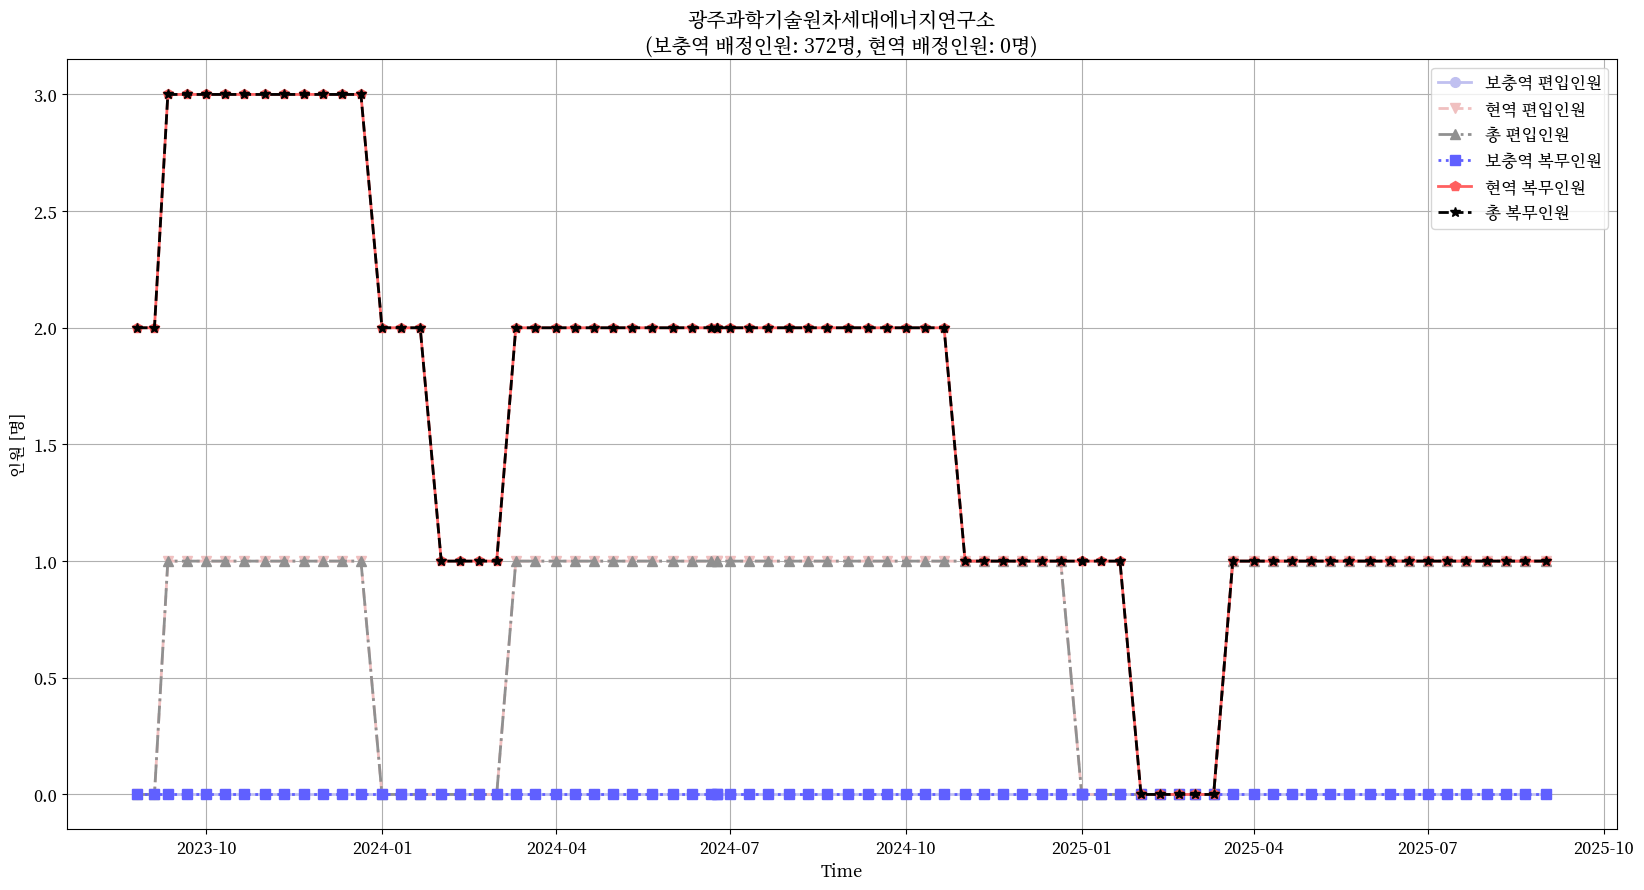 광주과학기술원차세대에너지연구소
(보충역 배정인원: 372명, 현역 배정인원: 0명)
보충역 편입인원
현역 편입인원
총 편입인원
보충역 복무인원
현역 복무인원
총 복무인원
인원 [명]
3.0
2.5
2.0
1.5
1.0
0.5
0.0
2023-10
2024-01
2024-04
2024-07
2024-10
2025-01
2025-04
2025-07
2025-10
Time